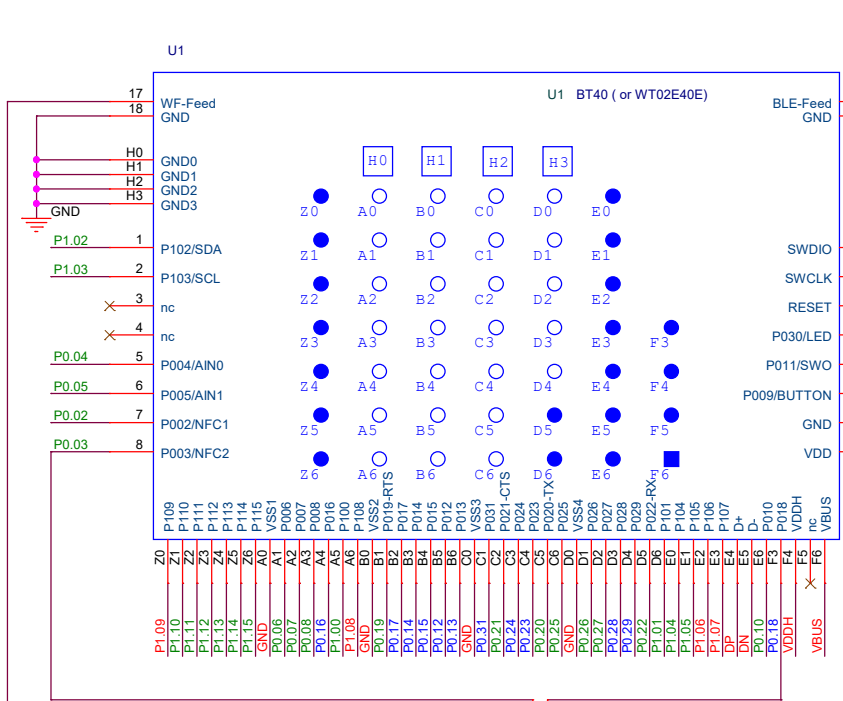 U1
U1 BT40 ( or WT02E40E)
17 WF-Feed BLE-Feed
18 GND GND
H0 GND0
H1 GND1
H2 GND2
H3 GND3
GND
H0 H1 H2 H3
Z0 A0 B0 C0 D0 E0
P1.02 1 P102/SDA Z1 A1 B1 C1 D1 E1 SWDIO
P1.03 2 P103/SCL SWCLK
Z2 A2 B2 C2 D2 E2
3 nc RESET
4 nc Z3 A3 B3 C3 D3 E3 F3 P030/LED
P0.04 5 P004/AIN0 P011/SWO
Z4 A4 B4 C4 D4 E4 F4
P0.05 6 P005/AIN1 P009/BUTTON
P0.02 7 P002/NFC1 GND
Z5 A5 B5 C5 D5 E5 F5
P0.03 8 P003/NFC2 VDD
Z6 A6 B6 C6 D6 E6 F6
P109 P110 P111 P112 P113 P114 P115 VSS1 P006 P007 P008 P016 P100 P108 VSS2 P019-RTS P017 P014 P015 P012 P013 VSS3 P031 P021-CTS P024 P023 P020-TX P025 VSS4 P026 P027 P028 P029 P022-RX P101 P104 P105 P106 P107 D+ D- P010 P018 VDDH nc VBUS
Z0 Z1 Z2 Z3 Z4 Z5 Z6 A0 A1 A2 A3 A4 A5 A6 B0 B1 B2 B3 B4 B5 B6 C0 C1 C2 C3 C4 C5 C6 D0 D1 D2 D3 D4 D5 D6 E0 E1 E2 E3 E4 E5 E6 F3 F4 F5 F6
P1.09 P1.10 P1.11 P1.12 P1.13 P1.14 P1.15 GND P0.06 P0.07 P0.08 P0.16 P1.00 P1.08 GND P0.19 P0.17 P0.14 P0.15 P0.12 P0.13 GND P0.31 P0.21 P0.24 P0.23 P0.20 P0.25 GND P0.26 P0.27 P0.28 P0.29 P0.22 P1.01 P1.04 P1.05 P1.06 P1.07 DP DN P0.10 P0.18 VDDH VBUS